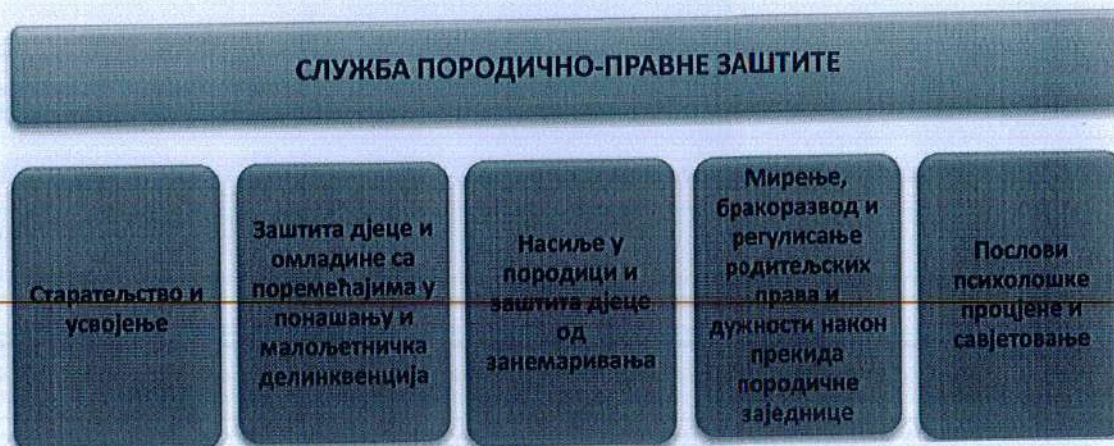 СЛУЖБА ПОРОДИЧНО-ПРАВНЕ ЗАШТИТЕ
Старатељство и
усвојење
Заштита дјеце и
омладине са
поремећајима у
понашању и
малољетничка
делинквенција
Насиље у
породици и
заштита дјеце
од
занемаривања
Мирење,
бракоразвод и
регулисање
родитељских
права и
дужности након
прекида
породичне
заједнице
Послови
психолошке
процјене и
савјетовање